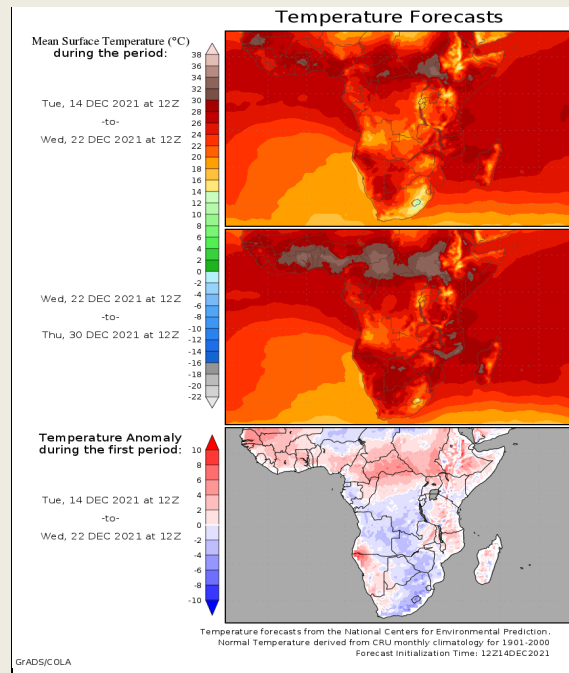 Temperature Forecasts
Mean Surface Temperature (°C)
during the period:
Tue, 14 DEC 2021 at 12Z
-to-
Wed, 22 DEC 2021 at 12Z
38
36
34
32
30
28
26
24
22
20
18
16
14
12
10
8
6
4
2
0
-2
-4
-6
-8
-10
-12
-14
-16
-18
-20
-22
Wed, 22 DEC 2021 at 12Z
-to-
Thu, 30 DEC 2021 at 12Z
Temperature Anomaly
during the first period:
Tue, 14 DEC 2021 at 12Z
-to-
Wed, 22 DEC 2021 at 12Z
10
8
6
4
2
0
-2
-4
-6
-8
-10
Temperature forecasts from the National Centers for Environmental Prediction.
Normal Temperature derived from CRU monthly climatology for 1901-2000
Forecast Initialization Time: 12Z14DEC2021
GrADS/COLA